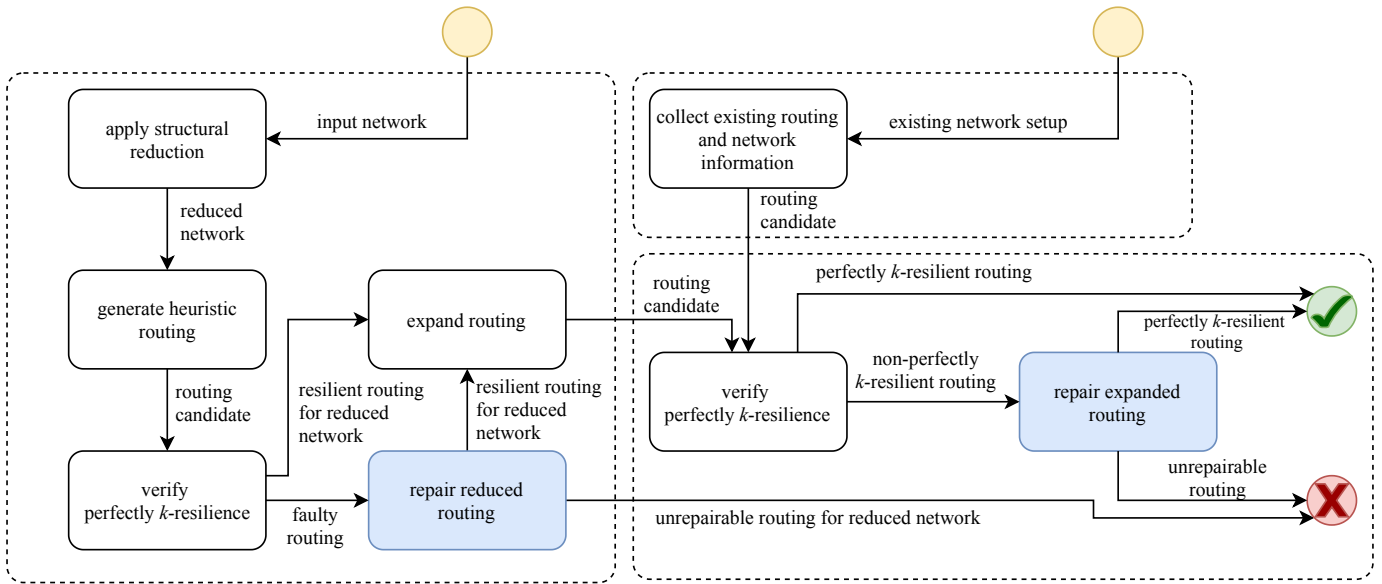 apply structural
reduction
input network
collect existing routing
and network
information
existing network setup
reduced
network
routing
candidate
generate heuristic
routing
expand routing
routing
candidate
perfectly k-resilient routing
perfectly k-resilient
routing
routing
candidate
resilient routing
for reduced
network
resilient routing
for reduced
network
verify
perfectly k-resilience
non-perfectly
k-resilient routing
repair expanded
routing
verify
perfectly k-resilience
faulty
routing
repair reduced
routing
unrepairable routing for reduced network
unrepairable
routing